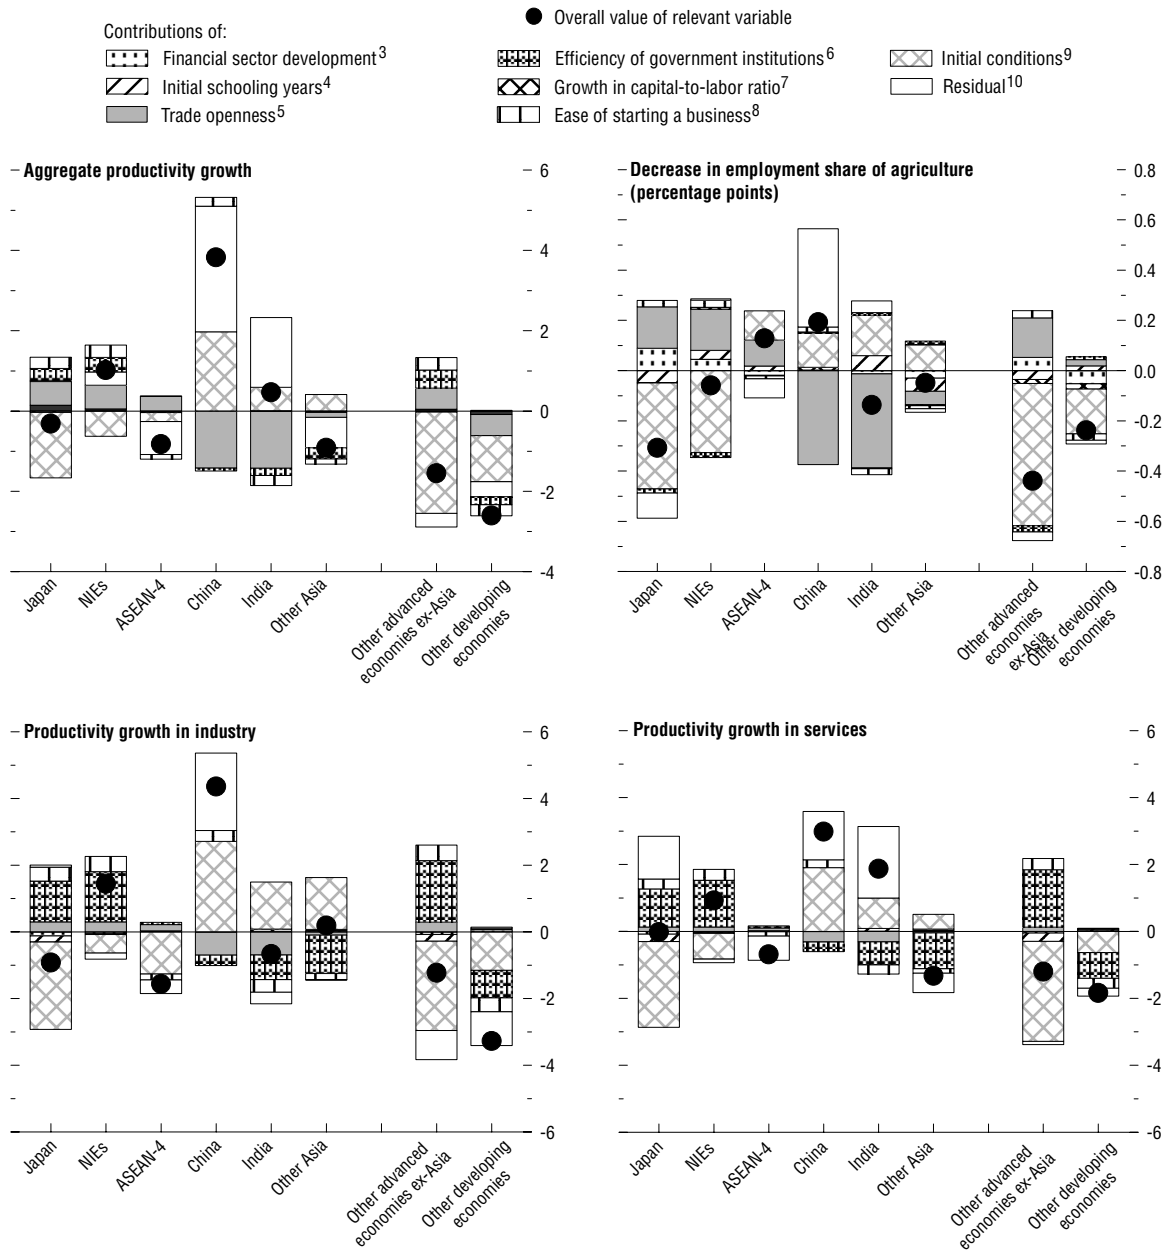 Contributions of:
Overall value of relevant variable
Financial sector development3
Efficiency of government institutions6
Initial conditions9
Initial schooling years4
Growth in capital-to-labor ratio7
Residual10
Trade openness5
Ease of starting a business8
Aggregate productivity growth
6
4
2
0
-2
-4
Japan
NIEs
ASEAN-4
China
India
Other Asia
Other advanced
economies ex-Asia
Other developing
economies
Decrease in employment share of agriculture
(percentage points)
0.8
0.6
0.4
0.2
0.0
-0.2
-0.4
-0.6
-0.8
Japan
NIEs
ASEAN-4
China
India
Other Asia
Other advanced
economies
ex-Asia
Other developing
economies
Productivity growth in industry
6
4
2
0
-2
-4
-6
Japan
NIEs
ASEAN-4
China
India
Other Asia
Other advanced
economies ex-Asia
Other developing
economies
Productivity growth in services
6
4
2
0
-2
-4
-6
Japan
NIEs
ASEAN-4
China
India
Other Asia
Other advanced
economies ex-Asia
Other developing
economies